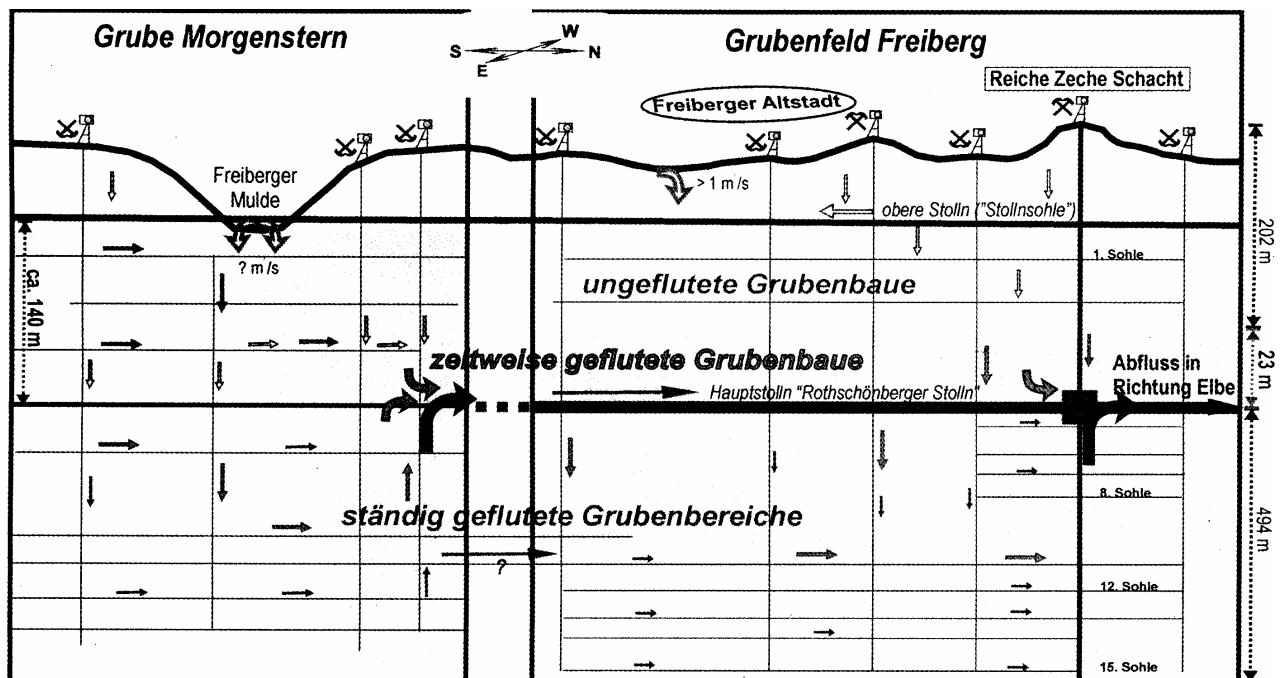 Grube Morgenstern
W
S
N
E
Grubenfeld Freiberg
Reiche Zeche Schacht
Freiberger Altstadt
Freiberger
Mulde
> 1 m³/s
obere Stolln ("Stollnsohle")
? m³/s
1. Sohle
202 m
ungeflutete Grubenbaue
ca. 140 m
zeitweise geflutete Grubenbaue
23 m
Hauptstolln "Rothschönberger Stolln"
Abfluss in
Richtung Elbe
8. Sohle
ständig geflutete Grubenbereiche
494 m
?
12. Sohle
15. Sohle